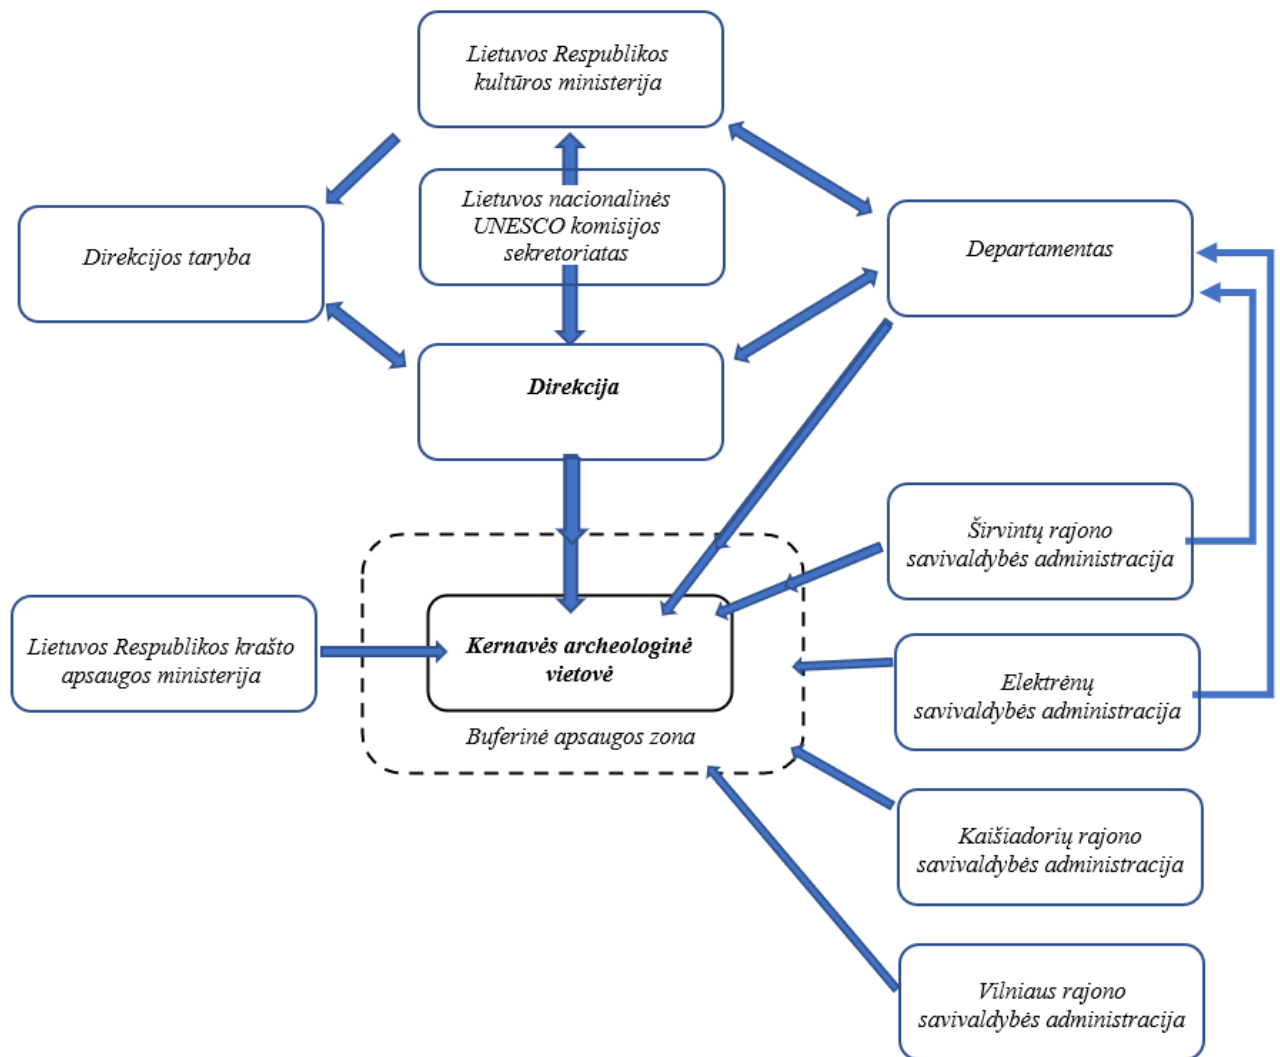 Lietuvos Respublikos
kultūros ministerija
Lietuvos nacionalinės
UNESCO komisijos
sekretoriatas
Direkcijos taryba
Departamentas
Direkcija
Širvintų rajono
savivaldybės administracija
Lietuvos Respublikos krašto
apsaugos ministerija
Kernavės archeologinė
vietovė
Buferinė apsaugos zona
Elektrėnų
savivaldybės administracija
Kaišiadorių rajono
savivaldybės administracija
Vilniaus rajono
savivaldybės administracija